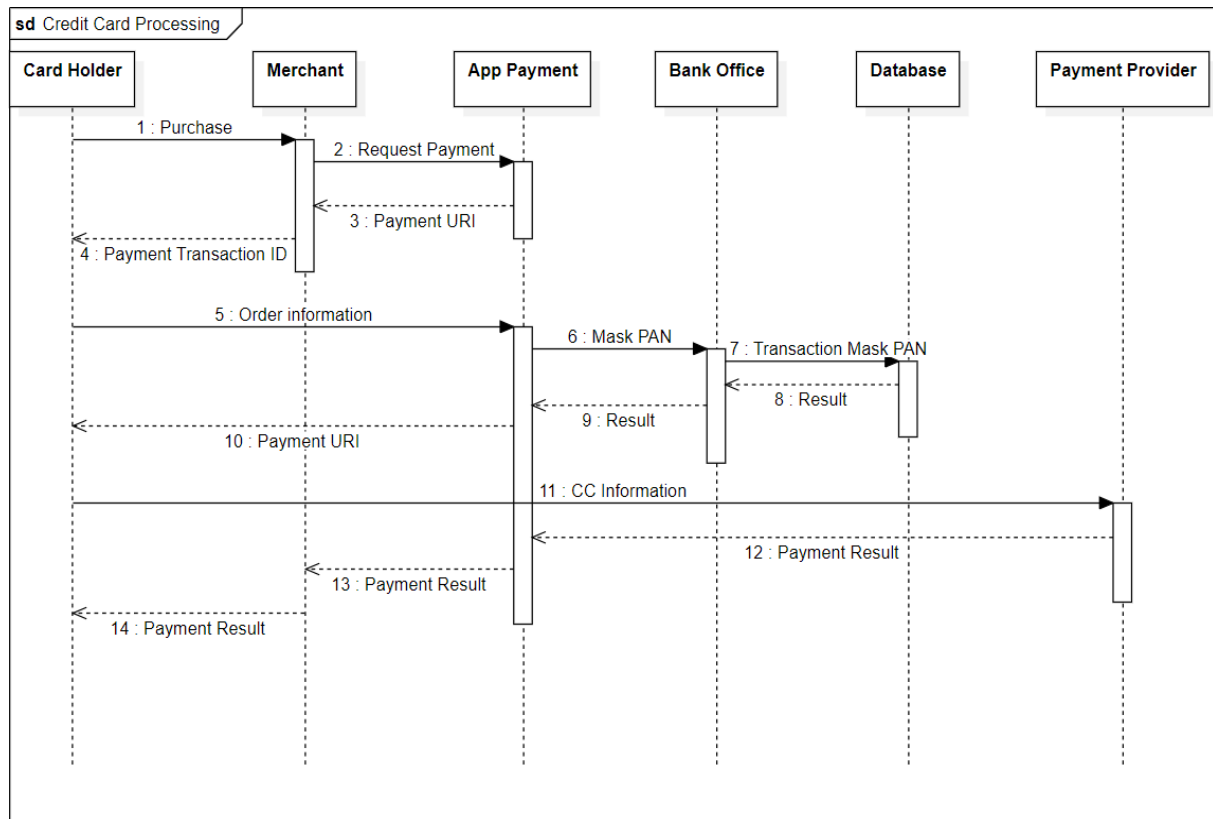 sd Credit Card Processing
Card Holder
Merchant
App Payment
Bank Office
Database
Payment Provider
1 : Purchase
2 : Request Payment
3 : Payment URI
4 : Payment Transaction ID
5 : Order information
6 : Mask PAN
7 : Transaction Mask PAN
8 : Result
9 : Result
10 : Payment URI
11 : CC Information
12 : Payment Result
13 : Payment Result
14 : Payment Result